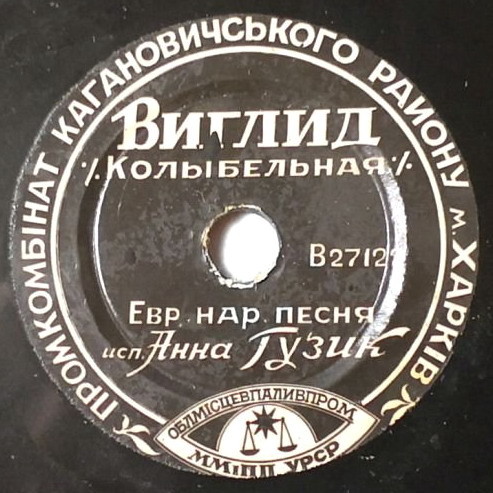 ПРОМКОМБІНАТ КАГАНОВИЧСЬКОГО РАЙОНУ М. ХАРКІВ
ВИГЛИД
·/. КОЛЫБЕЛЬНАЯ ·/.
В2712
ЕВР. НАР. ПЕСНЯ
исп. Анна Гузик
ОБЛМІСЦЕВПАЛИВПРОМ
ММіПП УРСР